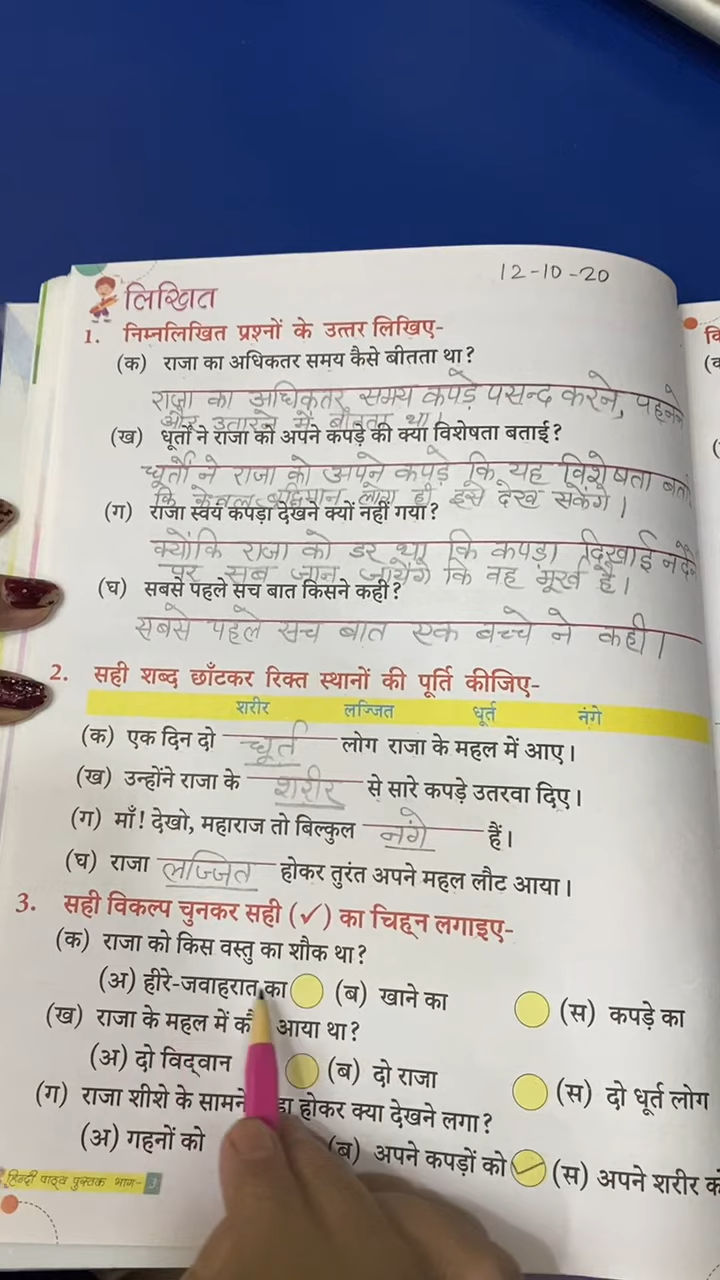 12-10-20
लिखित
1. निम्नलिखित प्रश्नों के उत्तर लिखिए-
(क) राजा का अधिकतर समय कैसे बीतता था?
राजा का अधिकतर समय कपड़े पसन्द करने, पहनने
और उतारने में बीतता था।
(ख) धूर्तों ने राजा को अपने कपड़े की क्या विशेषता बताई?
धूर्तों ने राजा को अपने कपड़े कि यह विशेषता
कि केवल बुद्धिमान लोग ही इसे देख सकेंगे।
(ग) राजा स्वयं कपड़ा देखने क्यों नहीं गया?
क्योंकि राजा को डर था कि कपड़ा दिखाई न देने
पर सब जान जायेंगे कि वह मूर्ख है।
(घ) सबसे पहले सच बात किसने कही?
सबसे पहले सच बात एक बच्चे ने कही।
2. सही शब्द छाँटकर रिक्त स्थानों की पूर्ति कीजिए-
शरीर लज्जित धूर्त नंगे
(क) एक दिन दो धूर्त लोग राजा के महल में आए।
(ख) उन्होंने राजा के शरीर से सारे कपड़े उतरवा दिए।
(ग) माँ! देखो, महाराज तो बिल्कुल नंगे हैं।
(घ) राजा लज्जित होकर तुरंत अपने महल लौट आया।
3. सही विकल्प चुनकर सही (✓) का चिह्न लगाइए-
(क) राजा को किस वस्तु का शौक था?
(अ) हीरे-जवाहरात का (ब) खाने का (स) कपड़े का
(ख) राजा के महल में आया था?
(अ) दो विद्वान (ब) दो राजा (स) दो धूर्त लोग
(ग) राजा शीशे के सामने होकर क्या देखने लगा?
(अ) गहनों को (ब) अपने कपड़ों को (स) अपने शरीर
हिन्दी पाठ्य पुस्तक भाग- 3